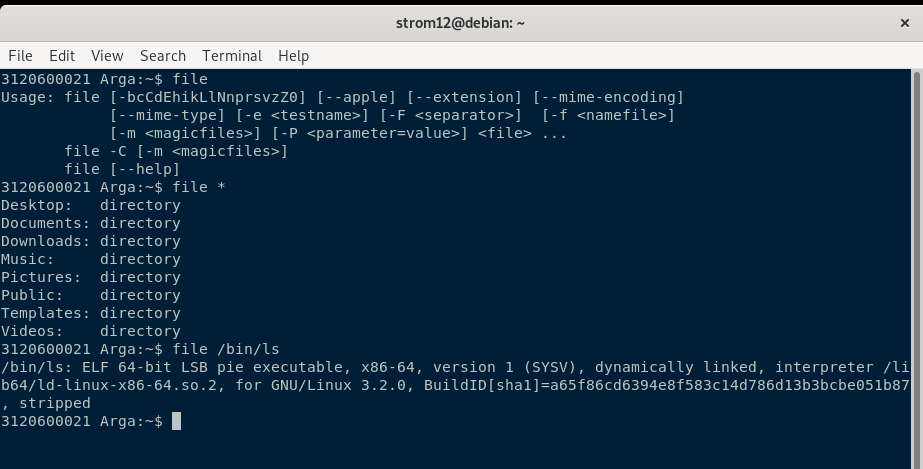 strom12@debian: ~
×
File Edit View Search Terminal Help
3120600021 Arga:~$ file
Usage: file [-bcCdEhikLlNnprsvzZ0] [--apple] [--extension] [--mime-encoding]
            [--mime-type] [-e <testname>] [-F <separator>]  [-f <namefile>]
            [-m <magicfiles>] [-P <parameter=value>] <file> ...
       file -C [-m <magicfiles>]
       file [--help]
3120600021 Arga:~$ file *
Desktop:   directory
Documents: directory
Downloads: directory
Music:     directory
Pictures:  directory
Public:    directory
Templates: directory
Videos:    directory
3120600021 Arga:~$ file /bin/ls
/bin/ls: ELF 64-bit LSB pie executable, x86-64, version 1 (SYSV), dynamically linked, interpreter /li
b64/ld-linux-x86-64.so.2, for GNU/Linux 3.2.0, BuildID[sha1]=a65f86cd6394e8f583c14d786d13b3bcbe051b87
, stripped
3120600021 Arga:~$